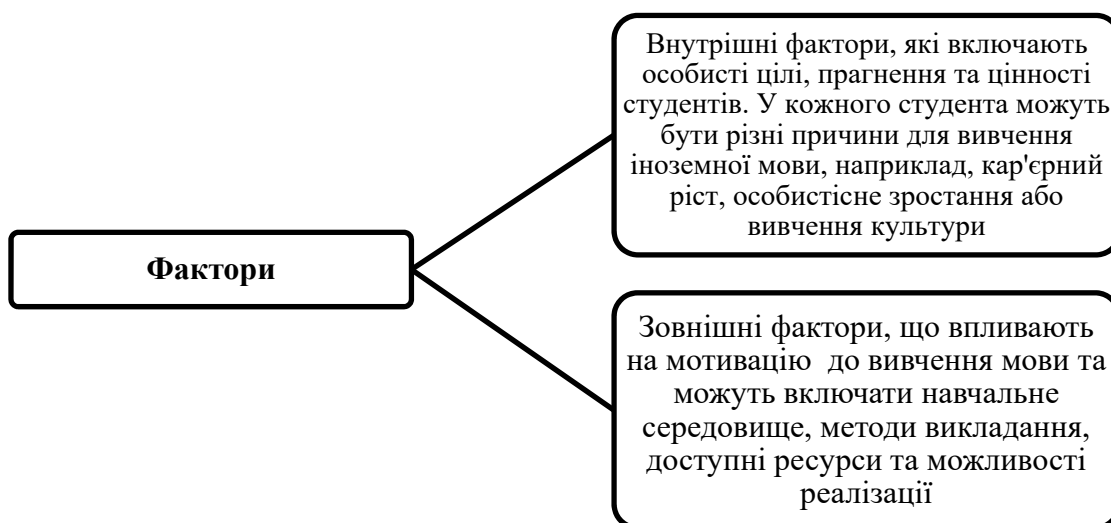 Внутрішні фактори, які включають
особисті цілі, прагнення та цінності
студентів. У кожного студента можуть
бути різні причини для вивчення
іноземної мови, наприклад, кар'єрний
ріст, особистісне зростання або
вивчення культури
Фактори
Зовнішні фактори, що впливають
на мотивацію  до вивчення мови та
можуть включати навчальне
середовище, методи викладання,
доступні ресурси та можливості
реалізації